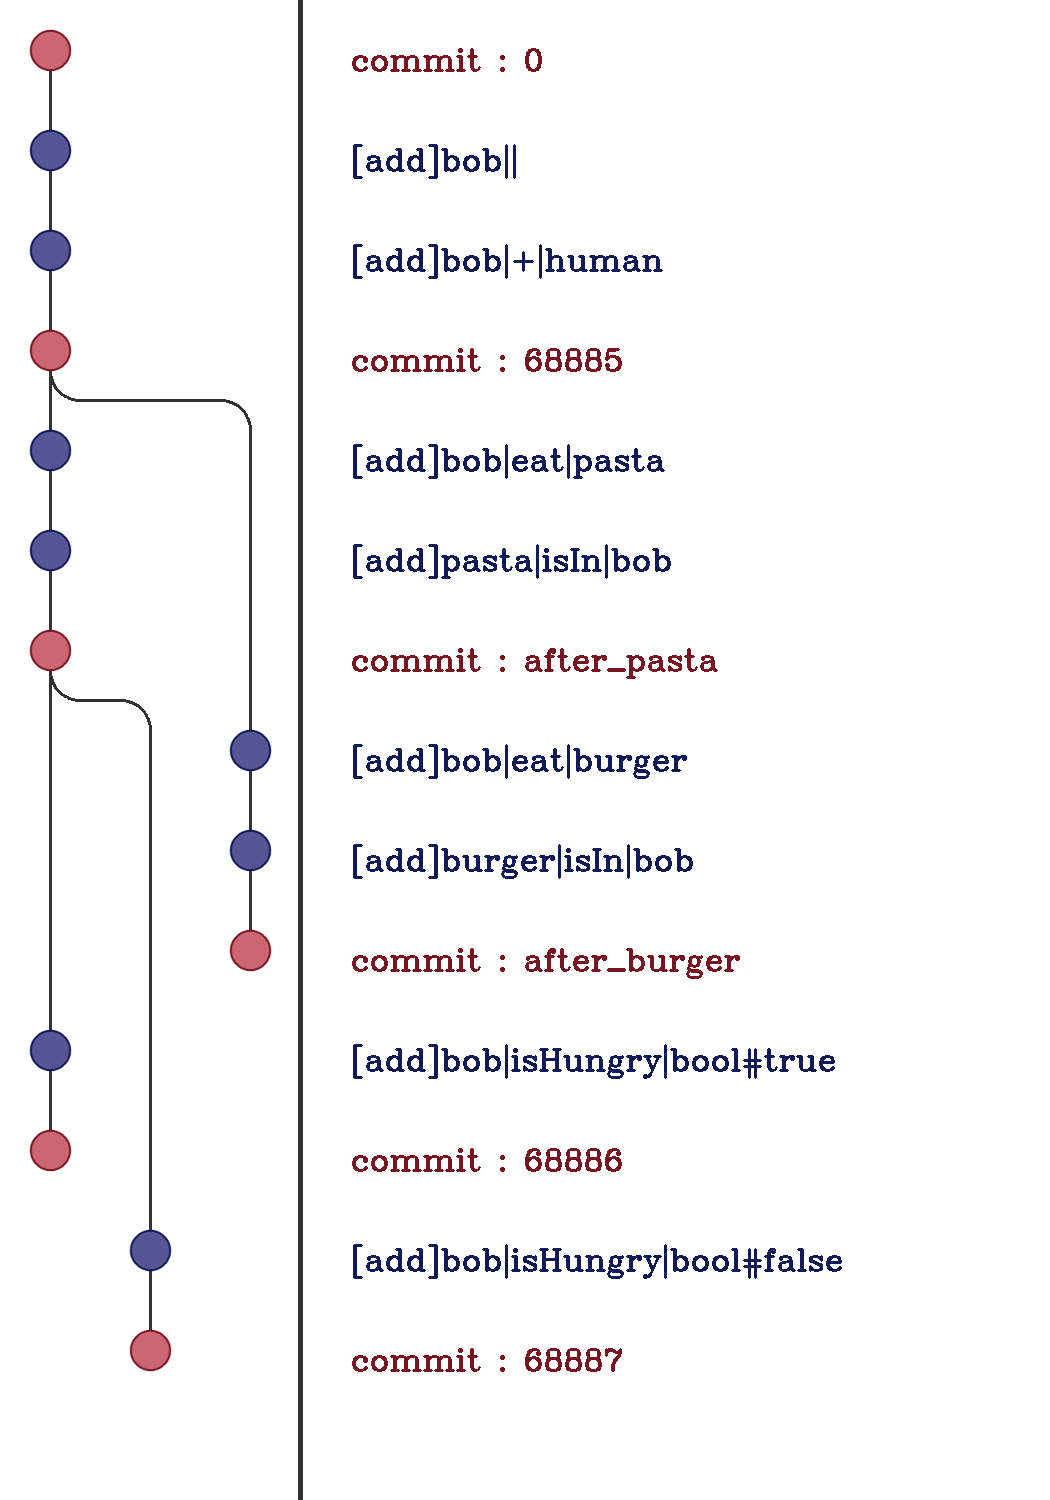 commit : 0
[add]bob||
[add]bob|+|human
commit : 68885
[add]bob|eat|pasta
[add]pasta|isIn|bob
commit : after_pasta
[add]bob|eat|burger
[add]burger|isIn|bob
commit : after_burger
[add]bob|isHungry|bool#true
commit : 68886
[add]bob|isHungry|bool#false
commit : 68887